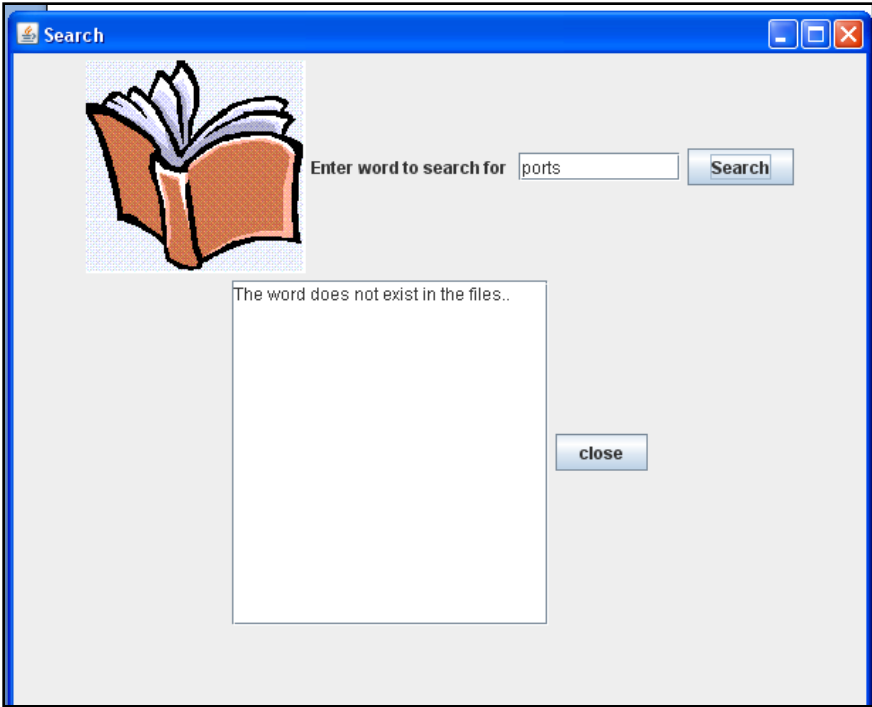 Search
Enter word to search for ports Search
The word does not exist in the files..
close